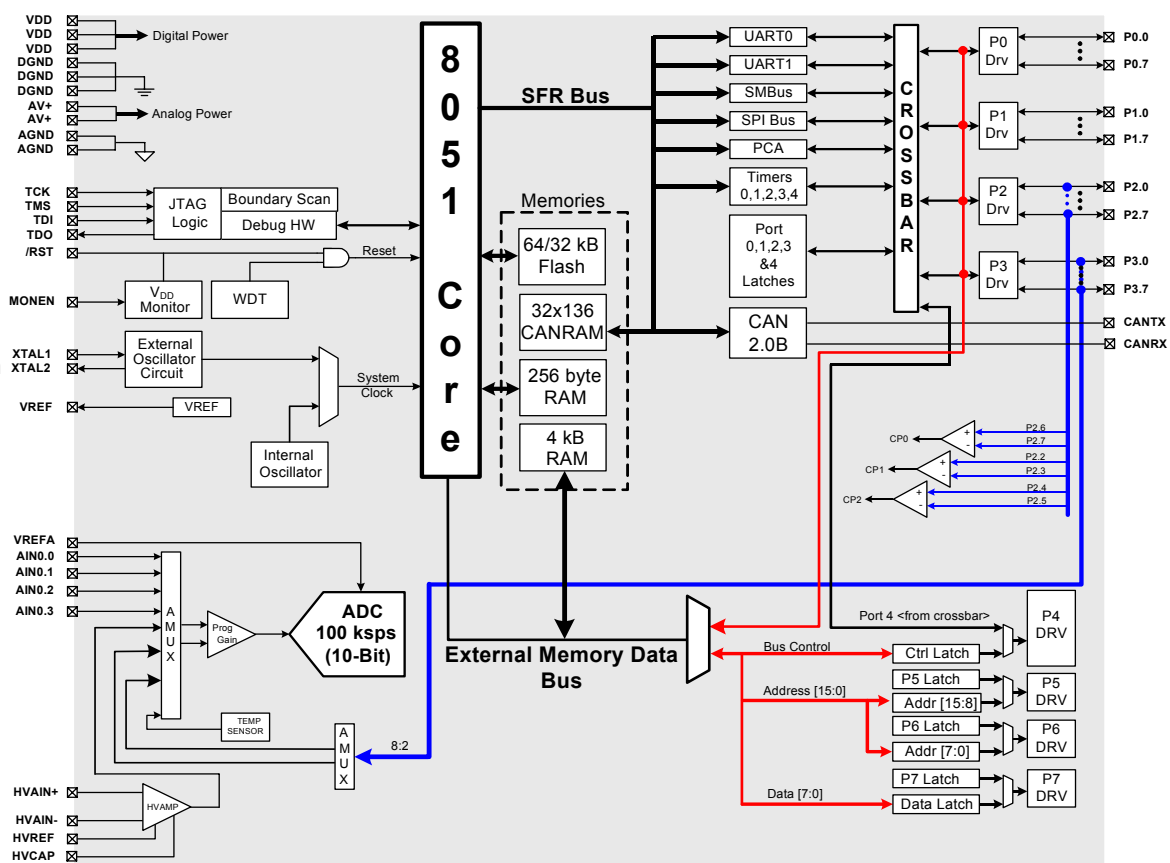 VDD
VDD
VDD
Digital Power
DGND
DGND
DGND
AV+
AV+
Analog Power
AGND
AGND
TCK
TMS
TDI
TDO
JTAG
Logic
Boundary Scan
Debug HW
/RST
Reset
MONEN
VDD
Monitor
WDT
XTAL1
XTAL2
External
Oscillator
Circuit
System
Clock
VREF
VREF
Internal
Oscillator
8051 Core
SFR Bus
Memories
64/32 kB
Flash
32x136
CANRAM
256 byte
RAM
4 kB
RAM
UART0
UART1
SMBus
SPI Bus
PCA
Timers
0,1,2,3,4
Port
0,1,2,3
&4
Latches
CAN
2.0B
CROSSBAR
P0
Drv
P1
Drv
P2
Drv
P3
Drv
P0.0
P0.7
P1.0
P1.7
P2.0
P2.7
P3.0
P3.7
CANTX
CANRX
CP0
+
-
P2.6
P2.7
CP1
+
-
P2.2
P2.3
CP2
+
-
P2.4
P2.5
VREFA
AIN0.0
AIN0.1
AIN0.2
AIN0.3
AMUX
Prog
Gain
ADC
100 ksps
(10-Bit)
TEMP
SENSOR
AMUX
8:2
HVAIN+
HVAIN-
HVREF
HVCAP
HVAMP
External Memory Data
Bus
Port 4 <from crossbar>
Bus Control
Ctrl Latch
P4
DRV
Address [15:0]
P5 Latch
Addr [15:8]
P5
DRV
P6 Latch
Addr [7:0]
P6
DRV
Data [7:0]
P7 Latch
Data Latch
P7
DRV